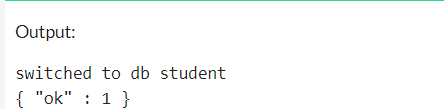 Output:
switched to db student
{ "ok" : 1 }